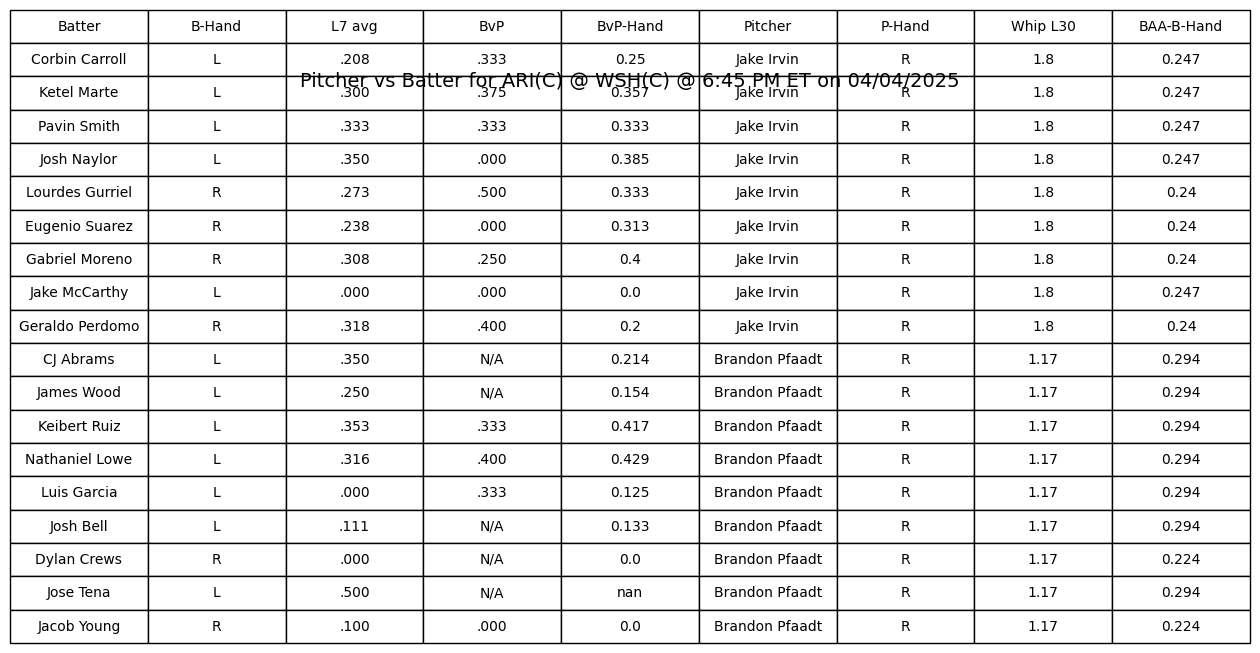 Batter B-Hand L7 avg BvP BvP-Hand Pitcher P-Hand Whip L30 BAA-B-Hand
Corbin Carroll L .208 .333 0.25 Jake Irvin R 1.8 0.247
Pitcher vs Batter for ARI(C) @ WSH(C) @ 6:45 PM ET on 04/04/2025
Ketel Marte L .300 .375 0.357 Jake Irvin R 1.8 0.247
Pavin Smith L .333 .333 0.333 Jake Irvin R 1.8 0.247
Josh Naylor L .350 .000 0.385 Jake Irvin R 1.8 0.247
Lourdes Gurriel R .273 .500 0.333 Jake Irvin R 1.8 0.24
Eugenio Suarez R .238 .000 0.313 Jake Irvin R 1.8 0.24
Gabriel Moreno R .308 .250 0.4 Jake Irvin R 1.8 0.24
Jake McCarthy L .000 .000 0.0 Jake Irvin R 1.8 0.247
Geraldo Perdomo R .318 .400 0.2 Jake Irvin R 1.8 0.24
CJ Abrams L .350 N/A 0.214 Brandon Pfaadt R 1.17 0.294
James Wood L .250 N/A 0.154 Brandon Pfaadt R 1.17 0.294
Keibert Ruiz L .353 .333 0.417 Brandon Pfaadt R 1.17 0.294
Nathaniel Lowe L .316 .400 0.429 Brandon Pfaadt R 1.17 0.294
Luis Garcia L .000 .333 0.125 Brandon Pfaadt R 1.17 0.294
Josh Bell L .111 N/A 0.133 Brandon Pfaadt R 1.17 0.294
Dylan Crews R .000 N/A 0.0 Brandon Pfaadt R 1.17 0.224
Jose Tena L .500 N/A nan Brandon Pfaadt R 1.17 0.294
Jacob Young R .100 .000 0.0 Brandon Pfaadt R 1.17 0.224